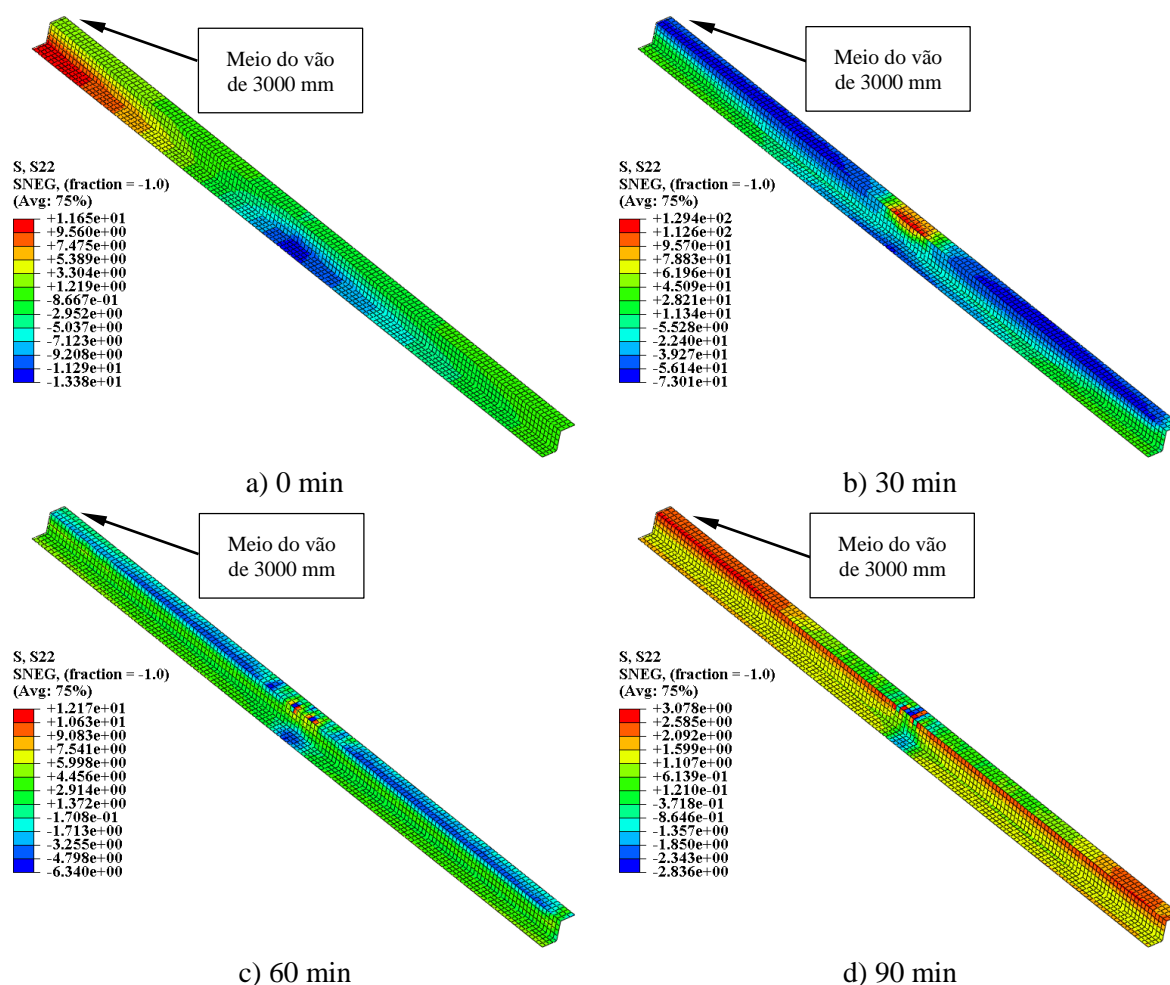 Meio do vão
de 3000 mm
S, S22
SNEG, (fraction = -1.0)
(Avg: 75%)
+1.165e+01
+9.560e+00
+7.475e+00
+5.389e+00
+3.304e+00
+1.219e+00
-8.667e-01
-2.952e+00
-5.037e+00
-7.123e+00
-9.208e+00
-1.129e+01
-1.338e+01
a) 0 min
Meio do vão
de 3000 mm
S, S22
SNEG, (fraction = -1.0)
(Avg: 75%)
+1.294e+02
+1.126e+02
+9.570e+01
+7.883e+01
+6.196e+01
+4.509e+01
+2.821e+01
+1.134e+01
-5.528e+00
-2.240e+01
-3.927e+01
-5.614e+01
-7.301e+01
b) 30 min
Meio do vão
de 3000 mm
S, S22
SNEG, (fraction = -1.0)
(Avg: 75%)
+1.217e+01
+1.063e+01
+9.083e+00
+7.541e+00
+5.998e+00
+4.456e+00
+2.914e+00
+1.372e+00
-1.708e-01
-1.713e+00
-3.255e+00
-4.798e+00
-6.340e+00
c) 60 min
Meio do vão
de 3000 mm
S, S22
SNEG, (fraction = -1.0)
(Avg: 75%)
+3.078e+00
+2.585e+00
+2.092e+00
+1.599e+00
+1.107e+00
+6.139e-01
+1.210e-01
-3.718e-01
-8.646e-01
-1.357e+00
-1.850e+00
-2.343e+00
-2.836e+00
d) 90 min